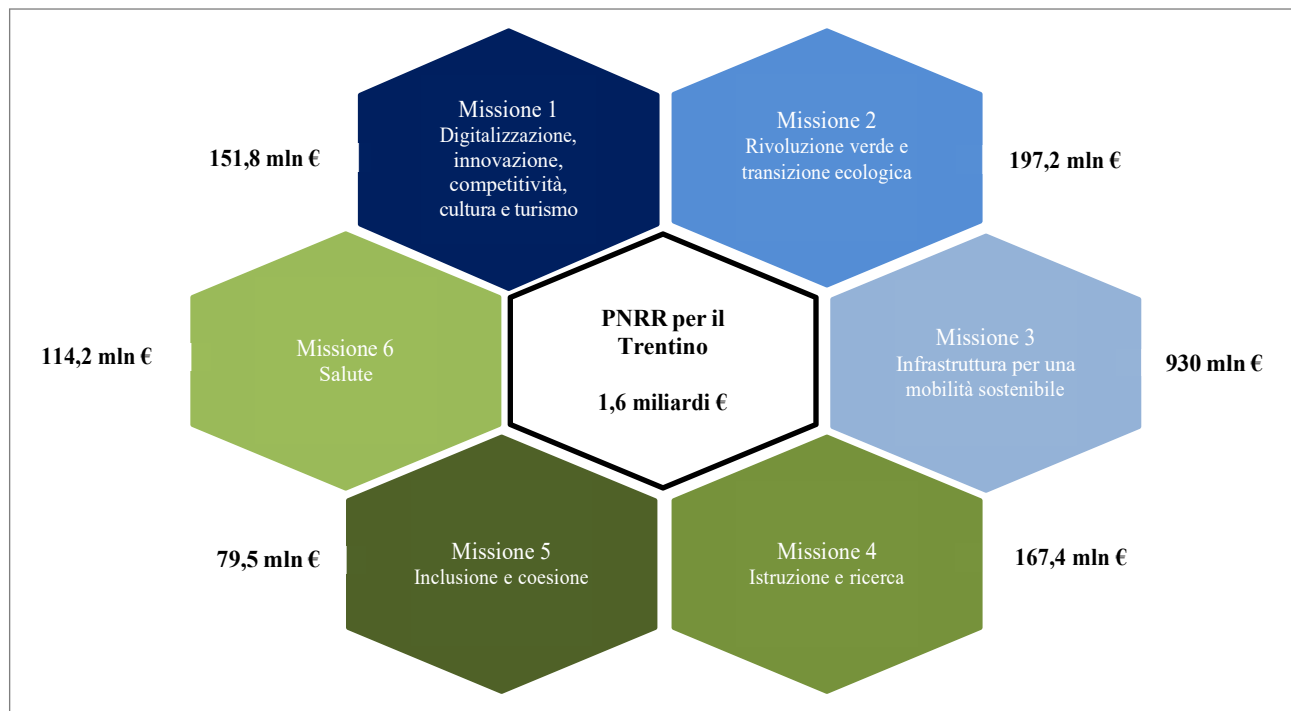 Missione 1
Digitalizzazione,
innovazione,
competitività,
cultura e turismo
151,8 mln €
Missione 2
Rivoluzione verde e
transizione ecologica
197,2 mln €
Missione 6
Salute
114,2 mln €
PNRR per il
Trentino
1,6 miliardi €
Missione 3
Infrastruttura per una
mobilità sostenibile
930 mln €
Missione 5
Inclusione e coesione
79,5 mln €
Missione 4
Istruzione e ricerca
167,4 mln €